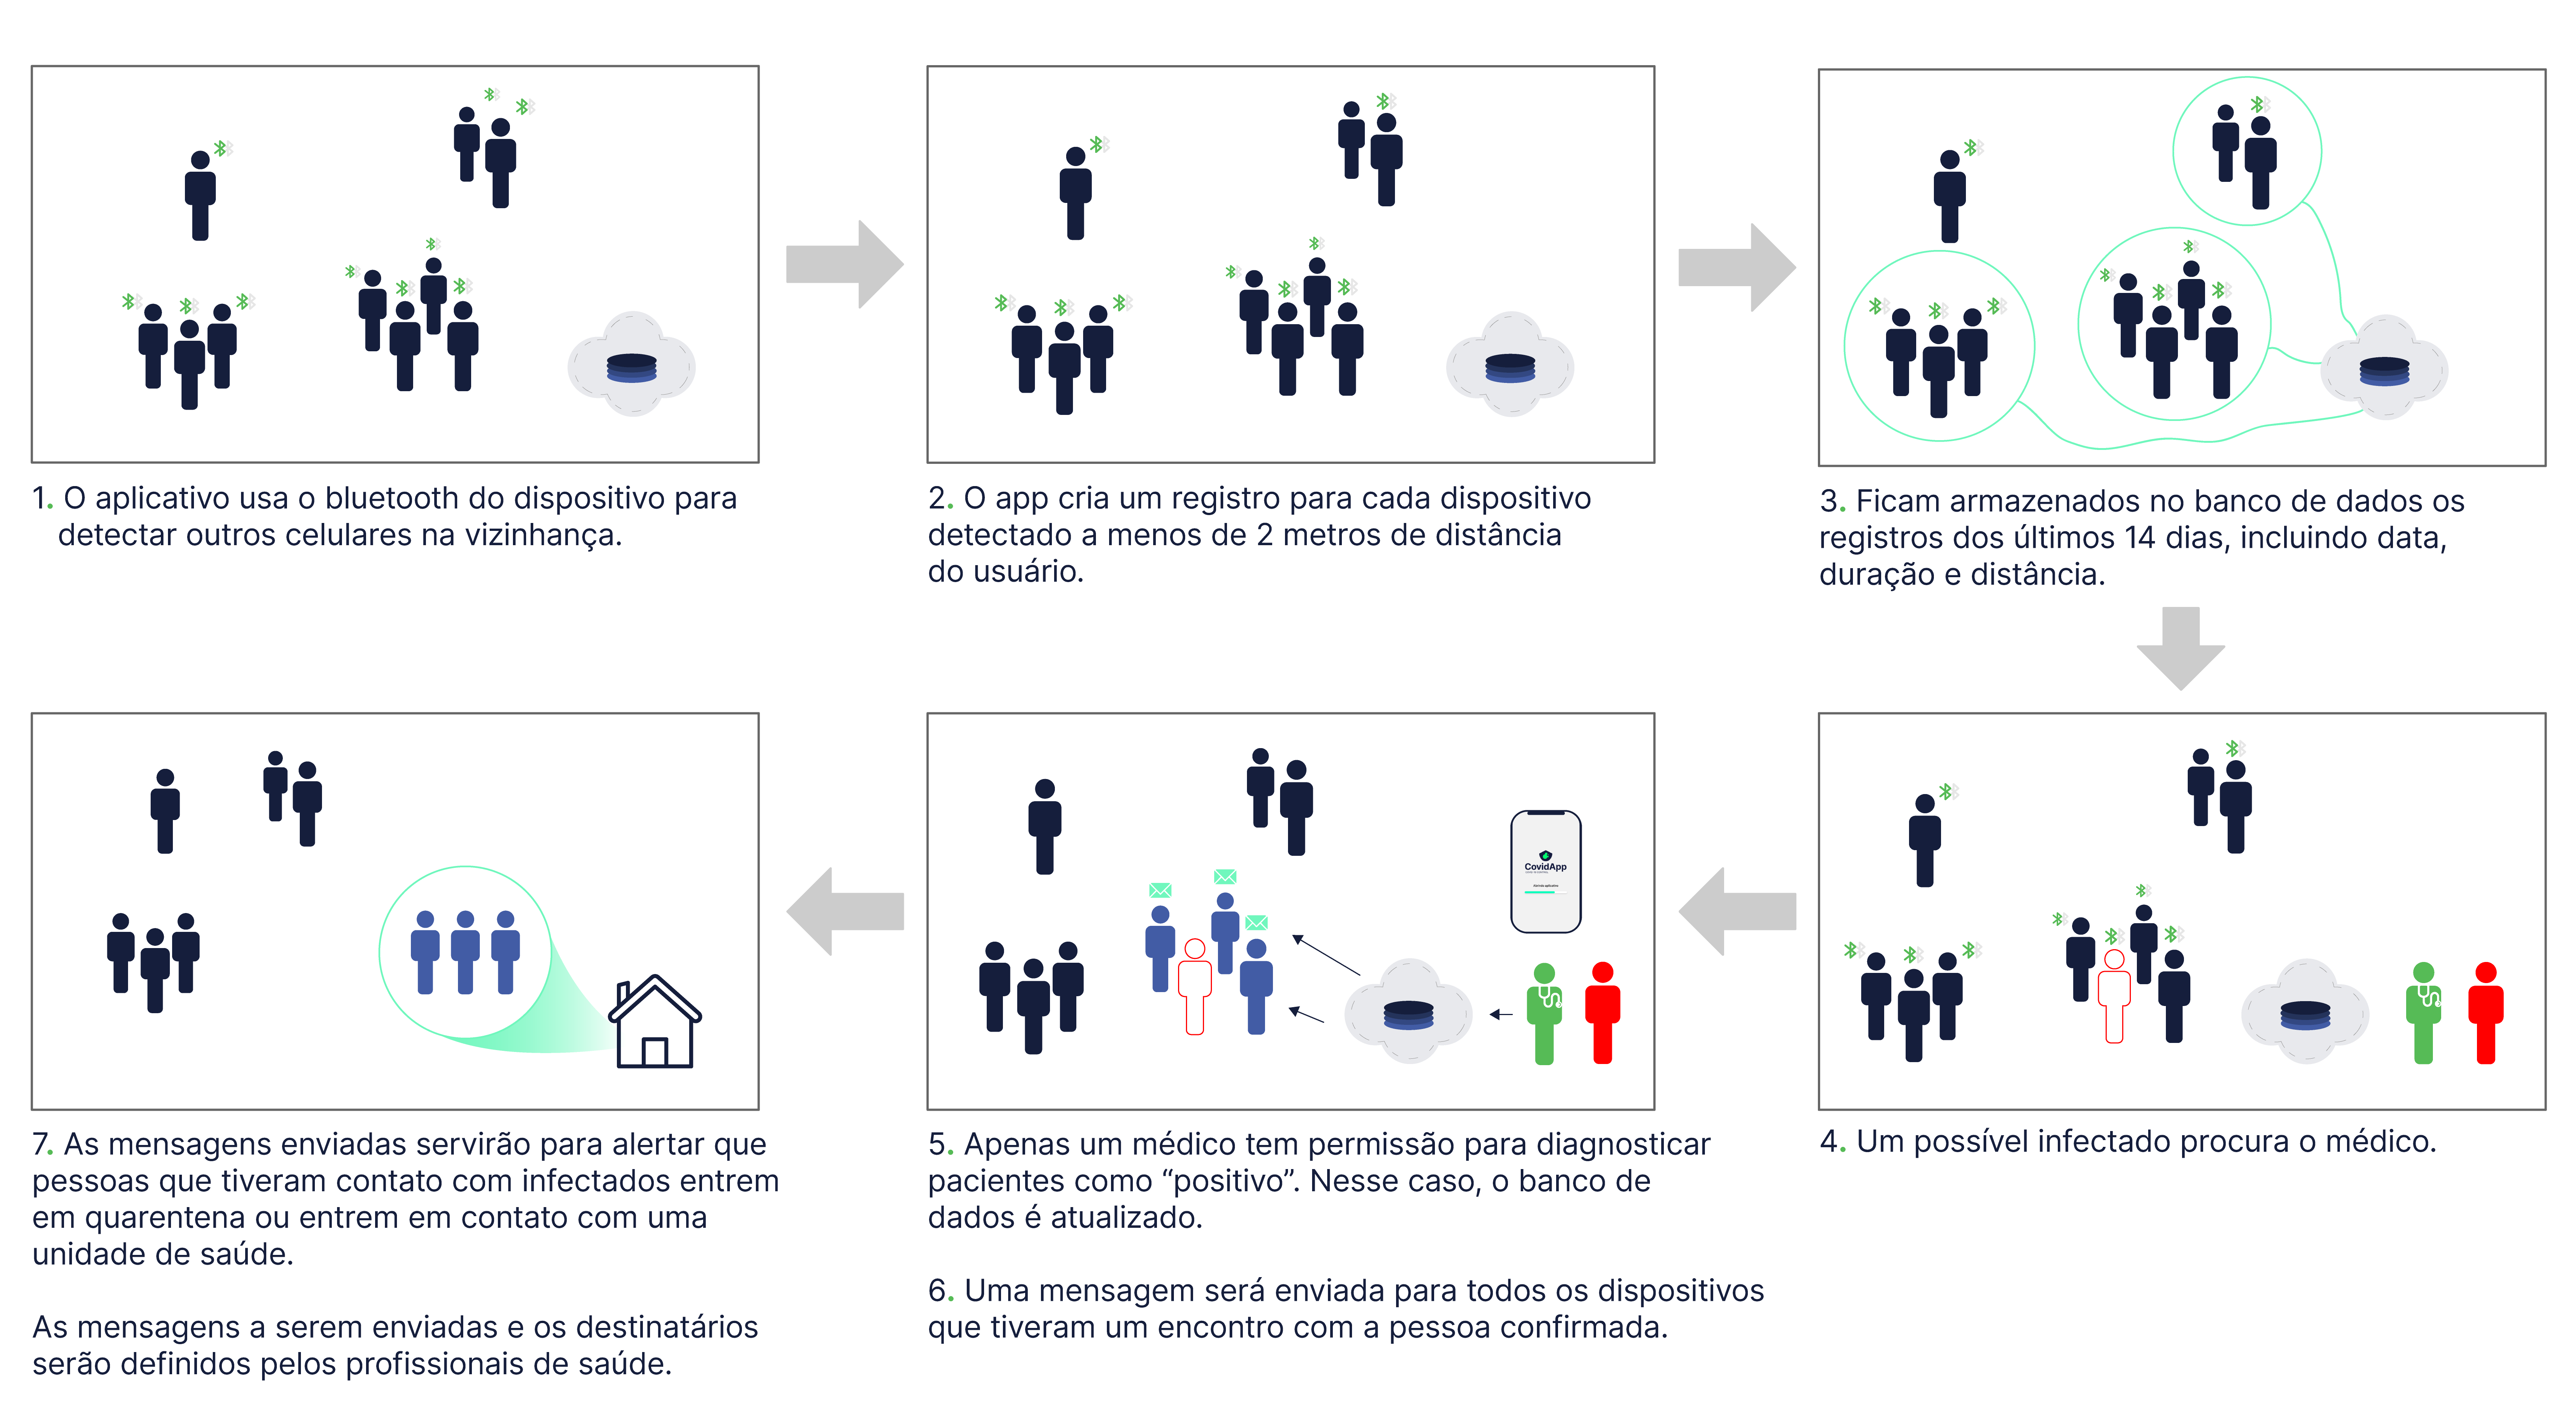 1. O aplicativo usa o bluetooth do dispositivo para
detectar outros celulares na vizinhança.
2. O app cria um registro para cada dispositivo
detectado a menos de 2 metros de distância
do usuário.
3. Ficam armazenados no banco de dados os
registros dos últimos 14 dias, incluindo data,
duração e distância.
4. Um possível infectado procura o médico.
CovidApp
5. Apenas um médico tem permissão para diagnosticar
pacientes como “positivo”. Nesse caso, o banco de
dados é atualizado.
6. Uma mensagem será enviada para todos os dispositivos
que tiveram um encontro com a pessoa confirmada.
7. As mensagens enviadas servirão para alertar que
pessoas que tiveram contato com infectados entrem
em quarentena ou entrem em contato com uma
unidade de saúde.
As mensagens a serem enviadas e os destinatários
serão definidos pelos profissionais de saúde.